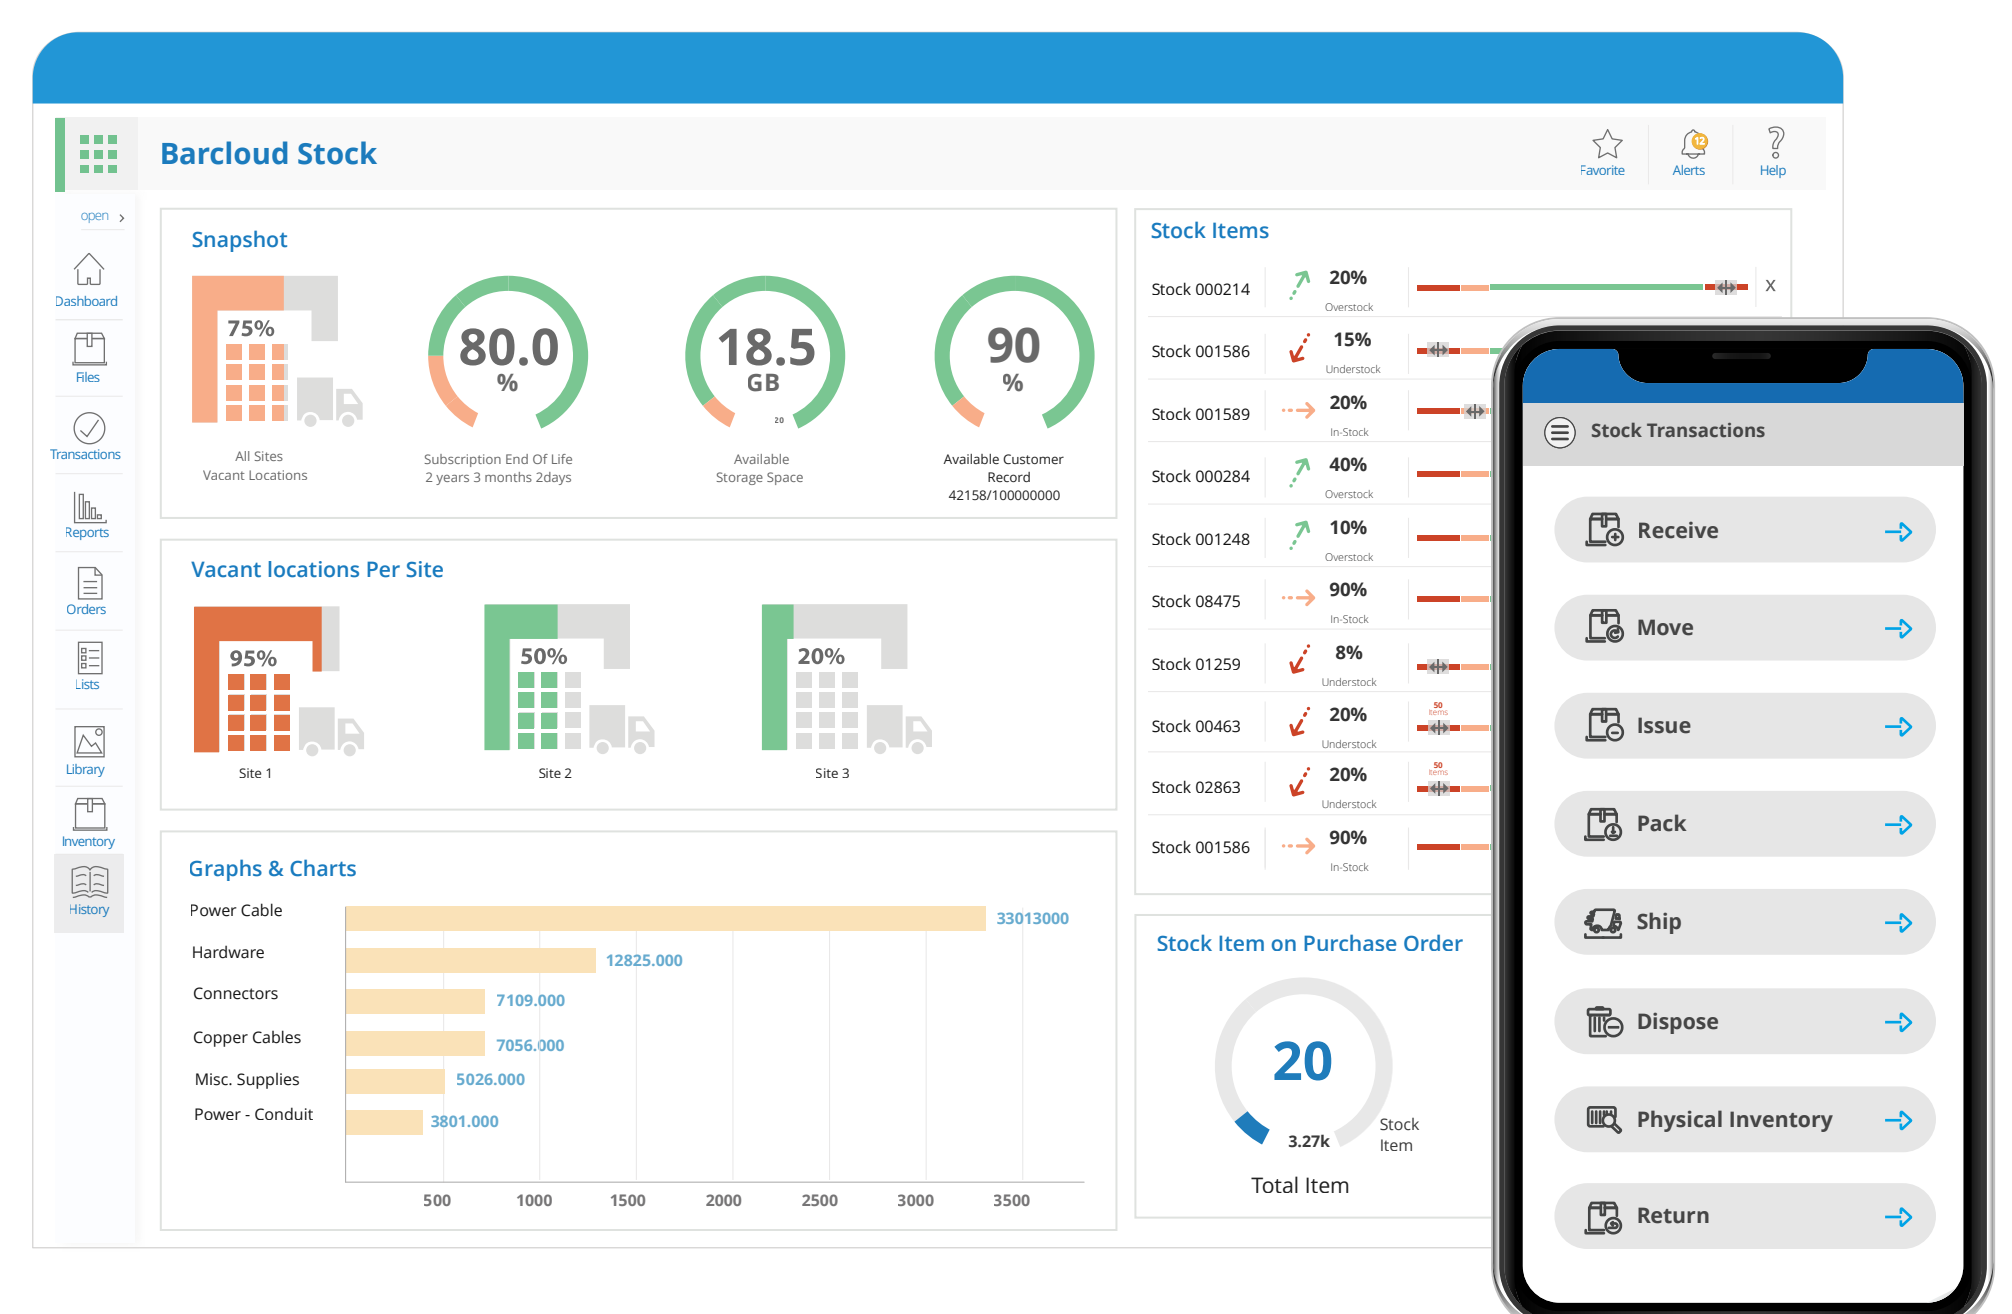 Barcloud Stock
Favorite
12
Alerts
Help
open
Dashboard
Files
Transactions
Reports
Orders
Lists
Library
Inventory
History
Snapshot
75%
All Sites
Vacant Locations
80.0
%
Subscription End Of Life
2 years 3 months 2days
18.5
GB
20
Available
Storage Space
90
%
Available Customer
Record
42158/100000000
Vacant locations Per Site
95%
Site 1
50%
Site 2
20%
Site 3
Graphs & Charts
Power Cable 33013000
Hardware 12825.000
Connectors 7109.000
Copper Cables 7056.000
Misc. Supplies 5026.000
Power - Conduit 3801.000
500 1000 1500 2000 2500 3000 3500
Stock Items
Stock 000214 20% X
Overstock
Stock 001586 15%
Understock
Stock 001589 20%
In-Stock
Stock 000284 40%
Overstock
Stock 001248 10%
Overstock
Stock 08475 90%
In-Stock
Stock 01259 8%
Understock
50
Items
Stock 00463 20%
Understock
50
Items
Stock 02863 20%
Understock
Stock 001586 90%
In-Stock
Stock Item on Purchase Order
20
3.27k
Stock
Item
Total Item
Stock Transactions
Receive
Move
Issue
Pack
Ship
Dispose
Physical Inventory
Return